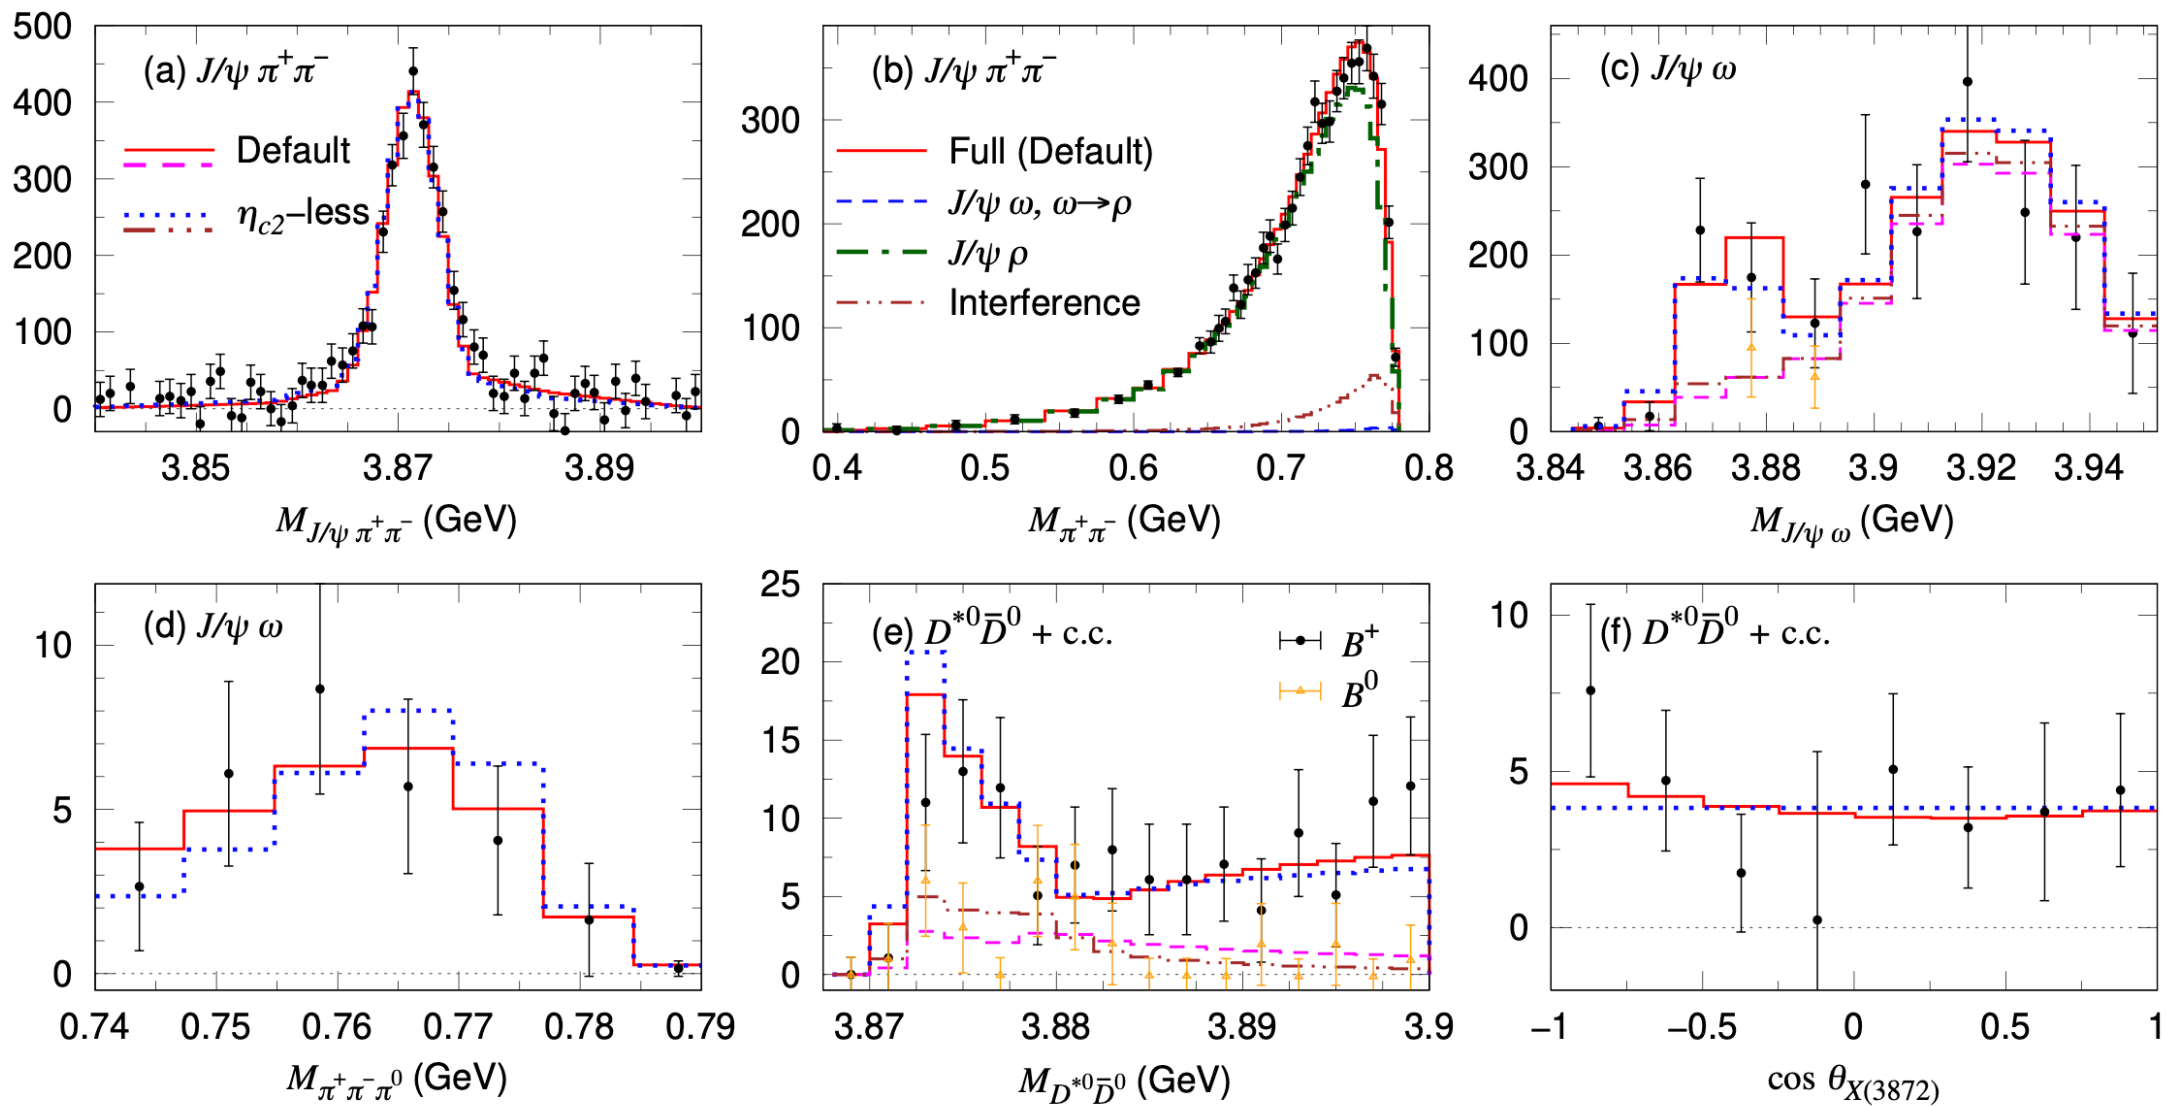 (a) J/ψ π⁺π⁻
500
400
300
200
100
0
Default
η_c2–less
3.85 3.87 3.89
M_J/ψ π⁺π⁻ (GeV)
(b) J/ψ π⁺π⁻
300
200
100
0
Full (Default)
J/ψ ω, ω→ρ
J/ψ ρ
Interference
0.4 0.5 0.6 0.7 0.8
M_π⁺π⁻ (GeV)
(c) J/ψ ω
400
300
200
100
0
3.84 3.86 3.88 3.9 3.92 3.94
M_J/ψ ω (GeV)
(d) J/ψ ω
10
5
0
0.74 0.75 0.76 0.77 0.78 0.79
M_π⁺π⁻π⁰ (GeV)
(e) D*⁰D̅⁰ + c.c.
25
20
15
10
5
0
B⁺
B⁰
3.87 3.88 3.89 3.9
M_D*⁰D̅⁰ (GeV)
(f) D*⁰D̅⁰ + c.c.
10
5
0
−1 −0.5 0 0.5 1
cos θ_X(3872)